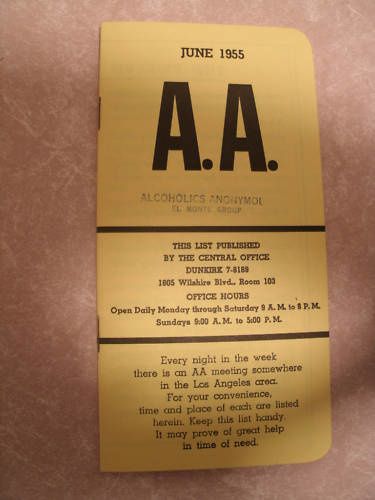 JUNE 1955
A.A.
ALCOHOLICS ANONYMOU
EL MONTE GROUP
THIS LIST PUBLISHED
BY THE CENTRAL OFFICE
DUNKIRK 7-8189
1605 Wilshire Blvd., Room 103
OFFICE HOURS
Open Daily Monday through Saturday 9 A. M. to 8 P. M.
Sundays 9:00 A. M. to 5:00 P. M.
Every night in the week
there is an AA meeting somewhere
in the Los Angeles area.
For your convenience,
time and place of each are listed
herein. Keep this list handy.
It may prove of great help
in time of need.